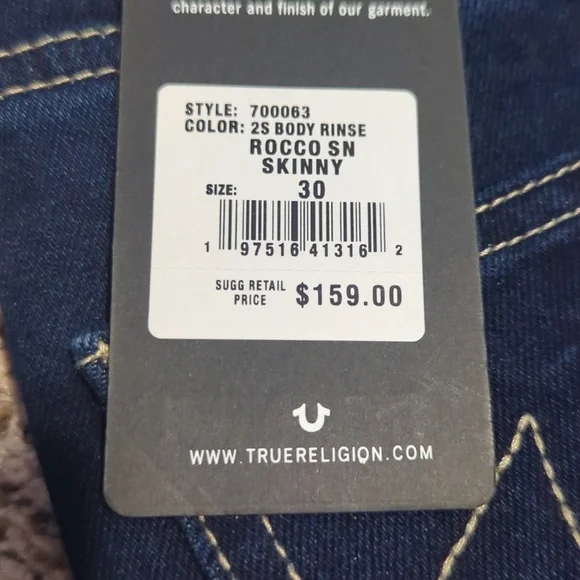 character and finish of our garment.
STYLE: 700063
COLOR: 2S BODY RINSE
ROCCO SN
SKINNY
SIZE: 30
1 97516 41316 2
SUGG RETAIL PRICE $159.00
WWW.TRUERELIGION.COM